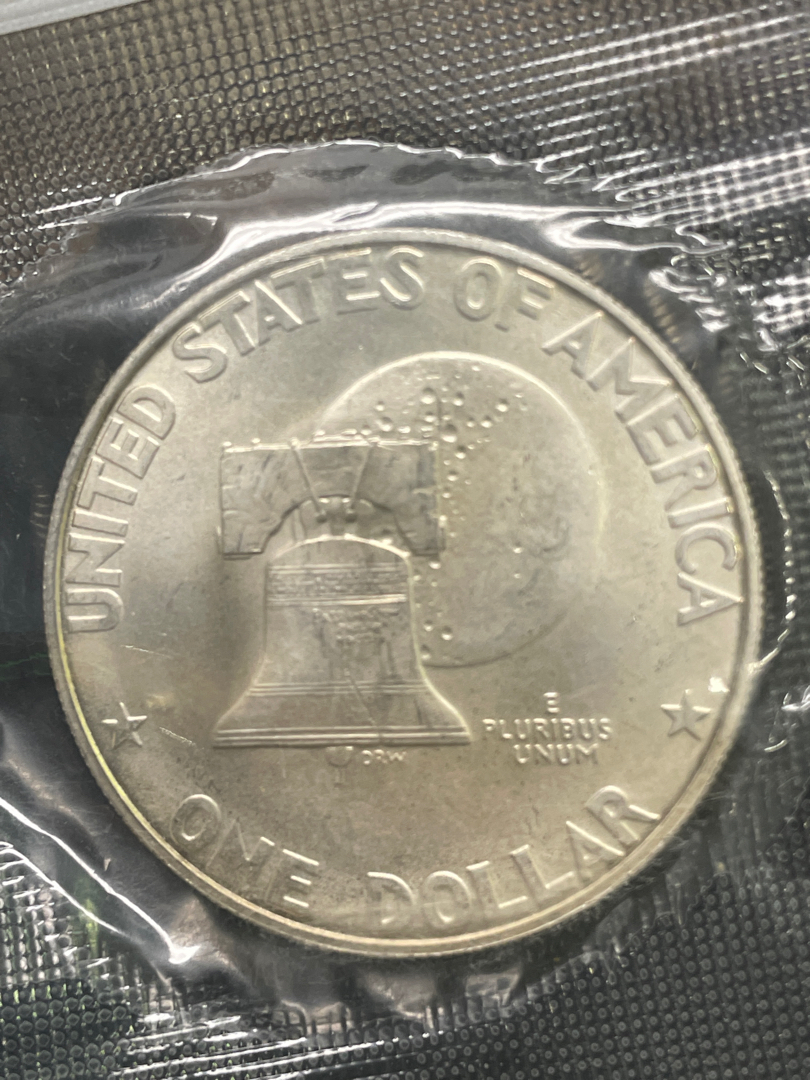 UNITED STATES OF AMERICA
E
PLURIBUS
UNUM
DRW
ONE DOLLAR